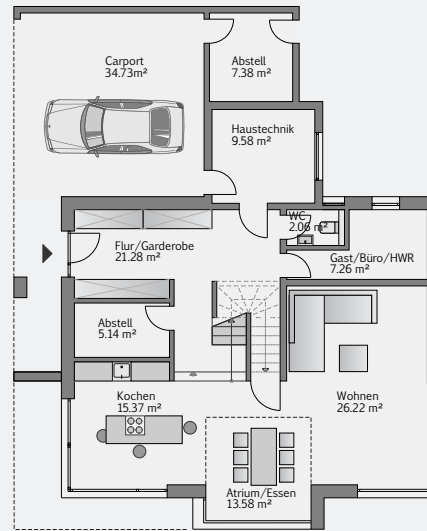 Carport
34.73m²
Abstell
7.38 m²
Haustechnik
9.58 m²
WC
2.06 m²
Flur/Garderobe
21.28 m²
Gast/Büro/HWR
7.26 m²
Abstell
5.14 m²
Kochen
15.37 m²
Wohnen
26.22 m²
Atrium/Essen
13.58 m²